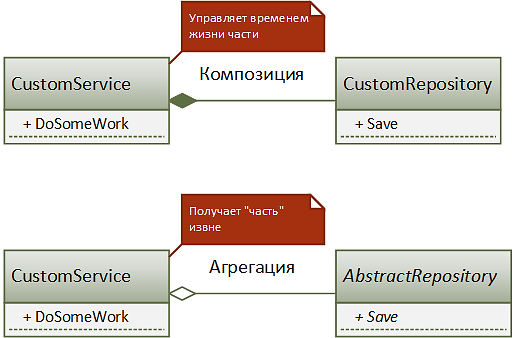 Управляет временем
жизни части
CustomService
Композиция
CustomRepository
+ DoSomeWork
+ Save
Получает "часть"
извне
CustomService
Агрегация
AbstractRepository
+ DoSomeWork
+ Save